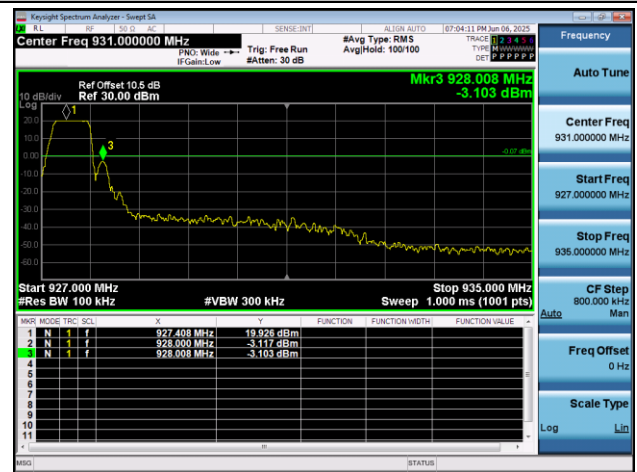 Keysight Spectrum Analyzer - Swept SA
RL RF 50 Ω AC SENSE:INT ALIGN AUTO 07:04:11 PM Jun 06, 2025
Center Freq 931.000000 MHz #Avg Type: RMS TRACE 1 2 3 4 5 6
PNO: Wide Trig: Free Run Avg|Hold: 100/100 TYPE M W W W W W
IFGain:Low #Atten: 30 dB DET P P P P P P
Mkr3 928.008 MHz
Ref Offset 10.5 dB
10 dB/div Ref 30.00 dBm -3.103 dBm
Log
1
20.0
10.0
3
0.00
-0.07 dBm
-10.0
-20.0
-30.0
-40.0
-50.0
-60.0
Start 927.000 MHz Stop 935.000 MHz
#Res BW 100 kHz #VBW 300 kHz Sweep 1.000 ms (1001 pts)
MKR MODE TRC SCL X Y FUNCTION FUNCTION WIDTH FUNCTION VALUE
1 N 1 f 927.408 MHz 19.926 dBm
2 N 1 f 928.000 MHz -3.117 dBm
3 N 1 f 928.008 MHz -3.103 dBm
4
5
6
7
8
9
10
11
MSG STATUS
Frequency
Auto Tune
Center Freq
931.000000 MHz
Start Freq
927.000000 MHz
Stop Freq
935.000000 MHz
CF Step
800.000 kHz
Auto Man
Freq Offset
0 Hz
Scale Type
Log Lin